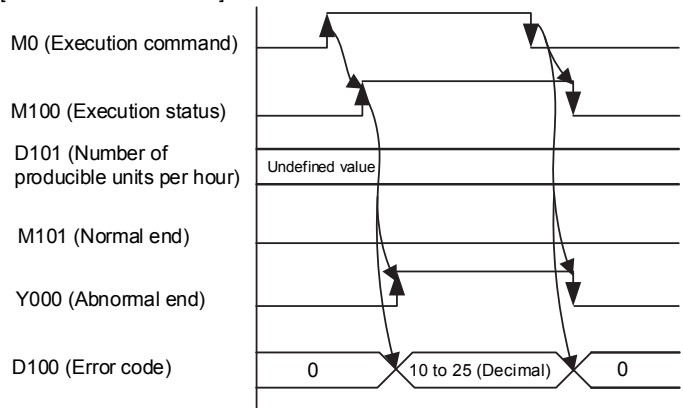 M0 (Execution command)
M100 (Execution status)
D101 (Number of
producible units per hour)
Undefined value
M101 (Normal end)
Y000 (Abnormal end)
D100 (Error code)
0
10 to 25 (Decimal)
0